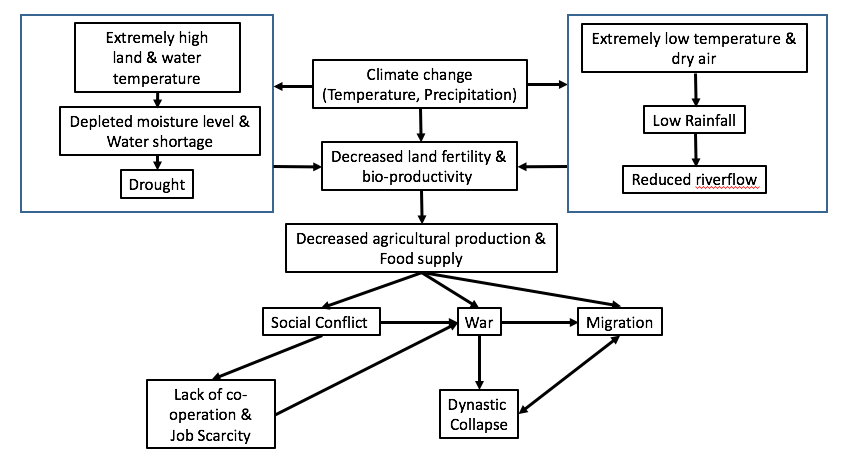 Extremely high
land & water
temperature
Depleted moisture level &
Water shortage
Drought
Climate change
(Temperature, Precipitation)
Extremely low temperature &
dry air
Low Rainfall
Reduced riverflow
Decreased land fertility &
bio-productivity
Decreased agricultural production &
Food supply
Social Conflict
War
Migration
Lack of co-
operation &
Job Scarcity
Dynastic
Collapse